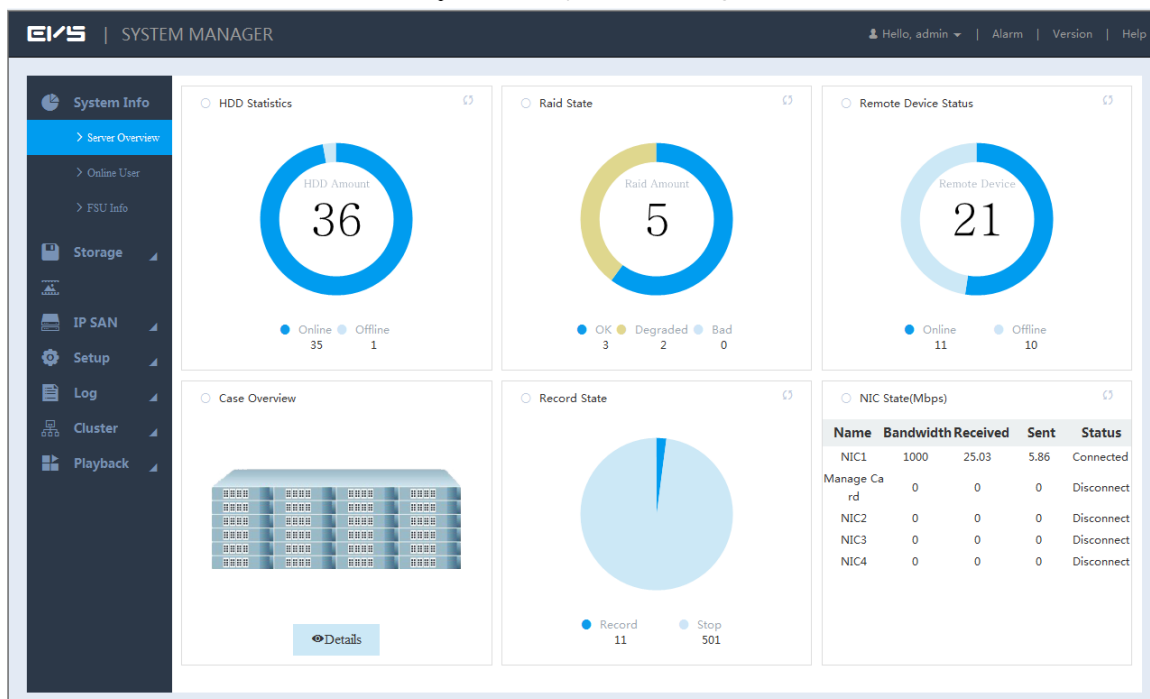 EVS | SYSTEM MANAGER
Hello, admin | Alarm | Version | Help
System Info
> Server Overview
> Online User
> FSU Info
Storage
IP SAN
Setup
Log
Cluster
Playback
HDD Statistics
HDD Amount
36
Online Offline
35 1
Raid State
Raid Amount
5
OK Degraded Bad
3 2 0
Remote Device Status
Remote Device
21
Online Offline
11 10
Case Overview
Details
Record State
Record Stop
11 501
NIC State(Mbps)
Name Bandwidth Received Sent Status
NIC1 1000 25.03 5.86 Connected
Manage Ca
rd 0 0 0 Disconnect
NIC2 0 0 0 Disconnect
NIC3 0 0 0 Disconnect
NIC4 0 0 0 Disconnect